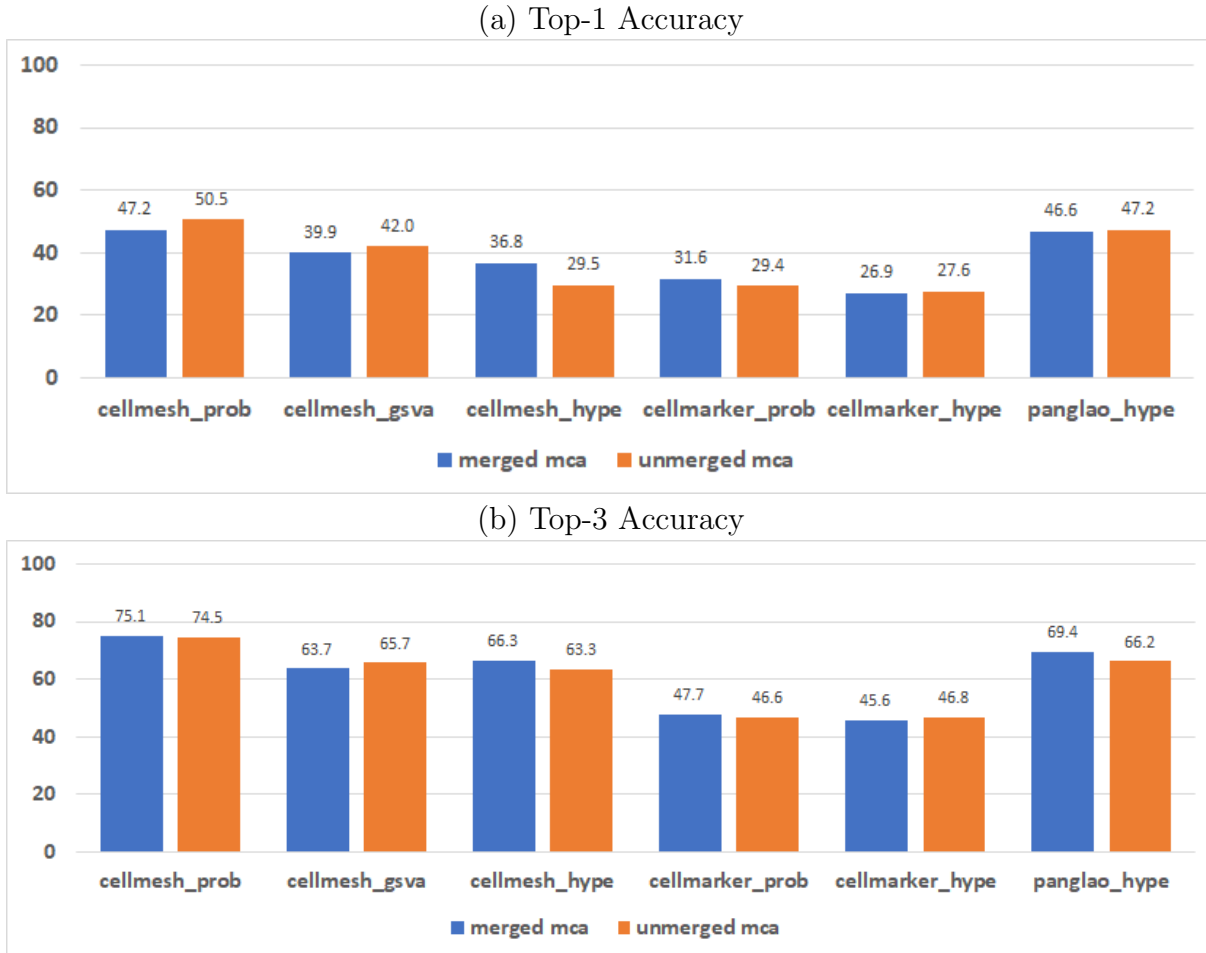 (a) Top-1 Accuracy
100
80
60
40
20
0
47.2 50.5 39.9 42.0 36.8 29.5 31.6 29.4 26.9 27.6 46.6 47.2
cellmesh_prob cellmesh_gsva cellmesh_hype cellmarker_prob cellmarker_hype panglao_hype
merged mca unmerged mca
(b) Top-3 Accuracy
100
80
60
40
20
0
75.1 74.5 63.7 65.7 66.3 63.3 47.7 46.6 45.6 46.8 69.4 66.2
cellmesh_prob cellmesh_gsva cellmesh_hype cellmarker_prob cellmarker_hype panglao_hype
merged mca unmerged mca